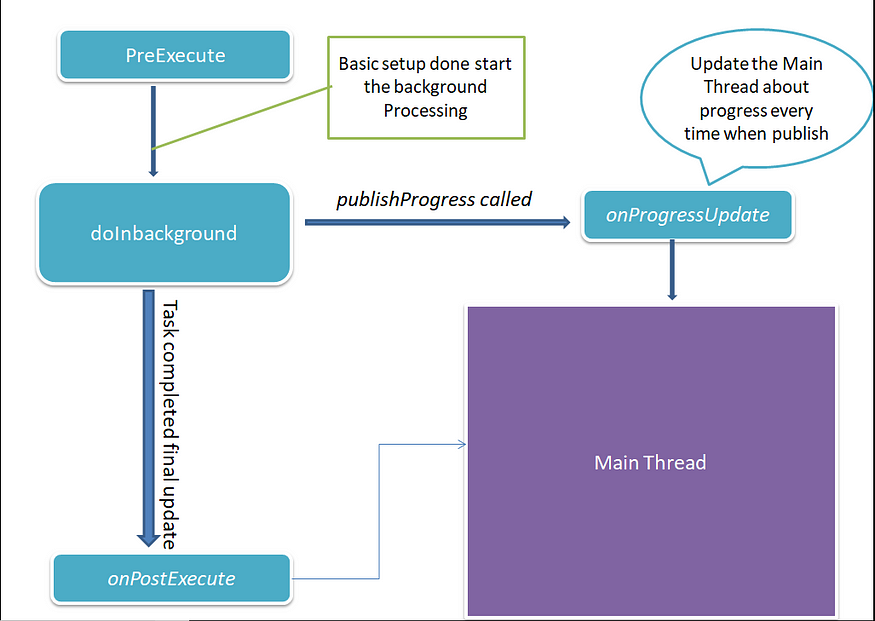 PreExecute
Basic setup done start
the background
Processing
Update the Main
Thread about
progress every
time when publish
doInbackground
publishProgress called
onProgressUpdate
Task completed final update
Main Thread
onPostExecute